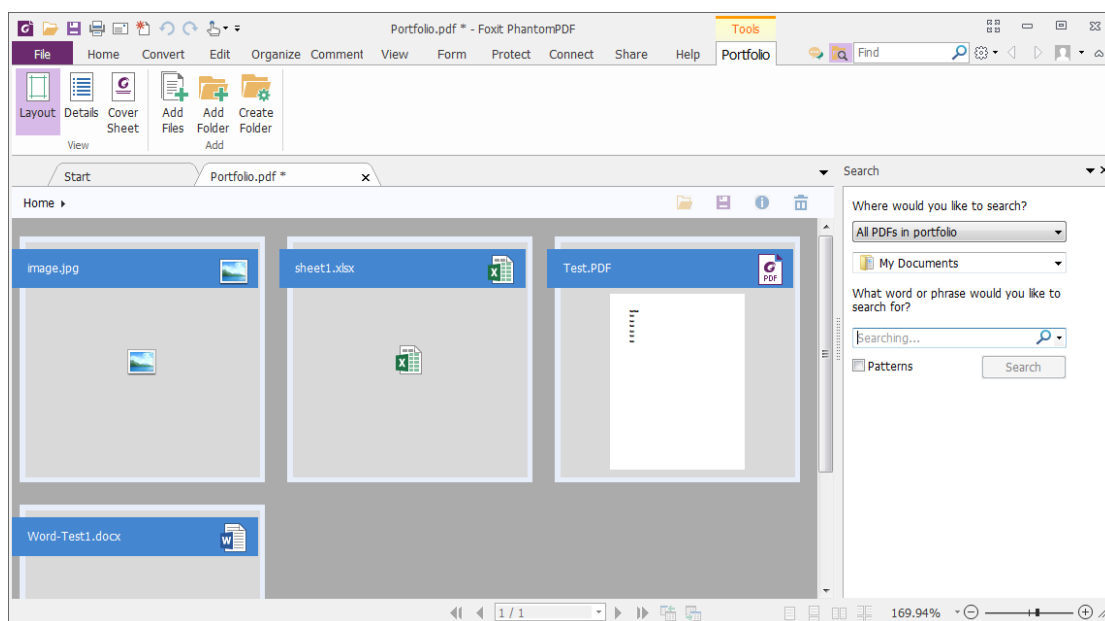 Portfolio.pdf * - Foxit PhantomPDF
Tools
File Home Convert Edit Organize Comment View Form Protect Connect Share Help Portfolio
Find
Layout Details Cover Sheet Add Files Add Folder Create Folder
View Add
Start Portfolio.pdf * x
Search
Home
Where would you like to search?
All PDFs in portfolio
My Documents
What word or phrase would you like to
search for?
Searching...
Patterns Search
image.jpg sheet1.xlsx Test.PDF
PDF
Word-Test1.docx
1 / 1
169.94%